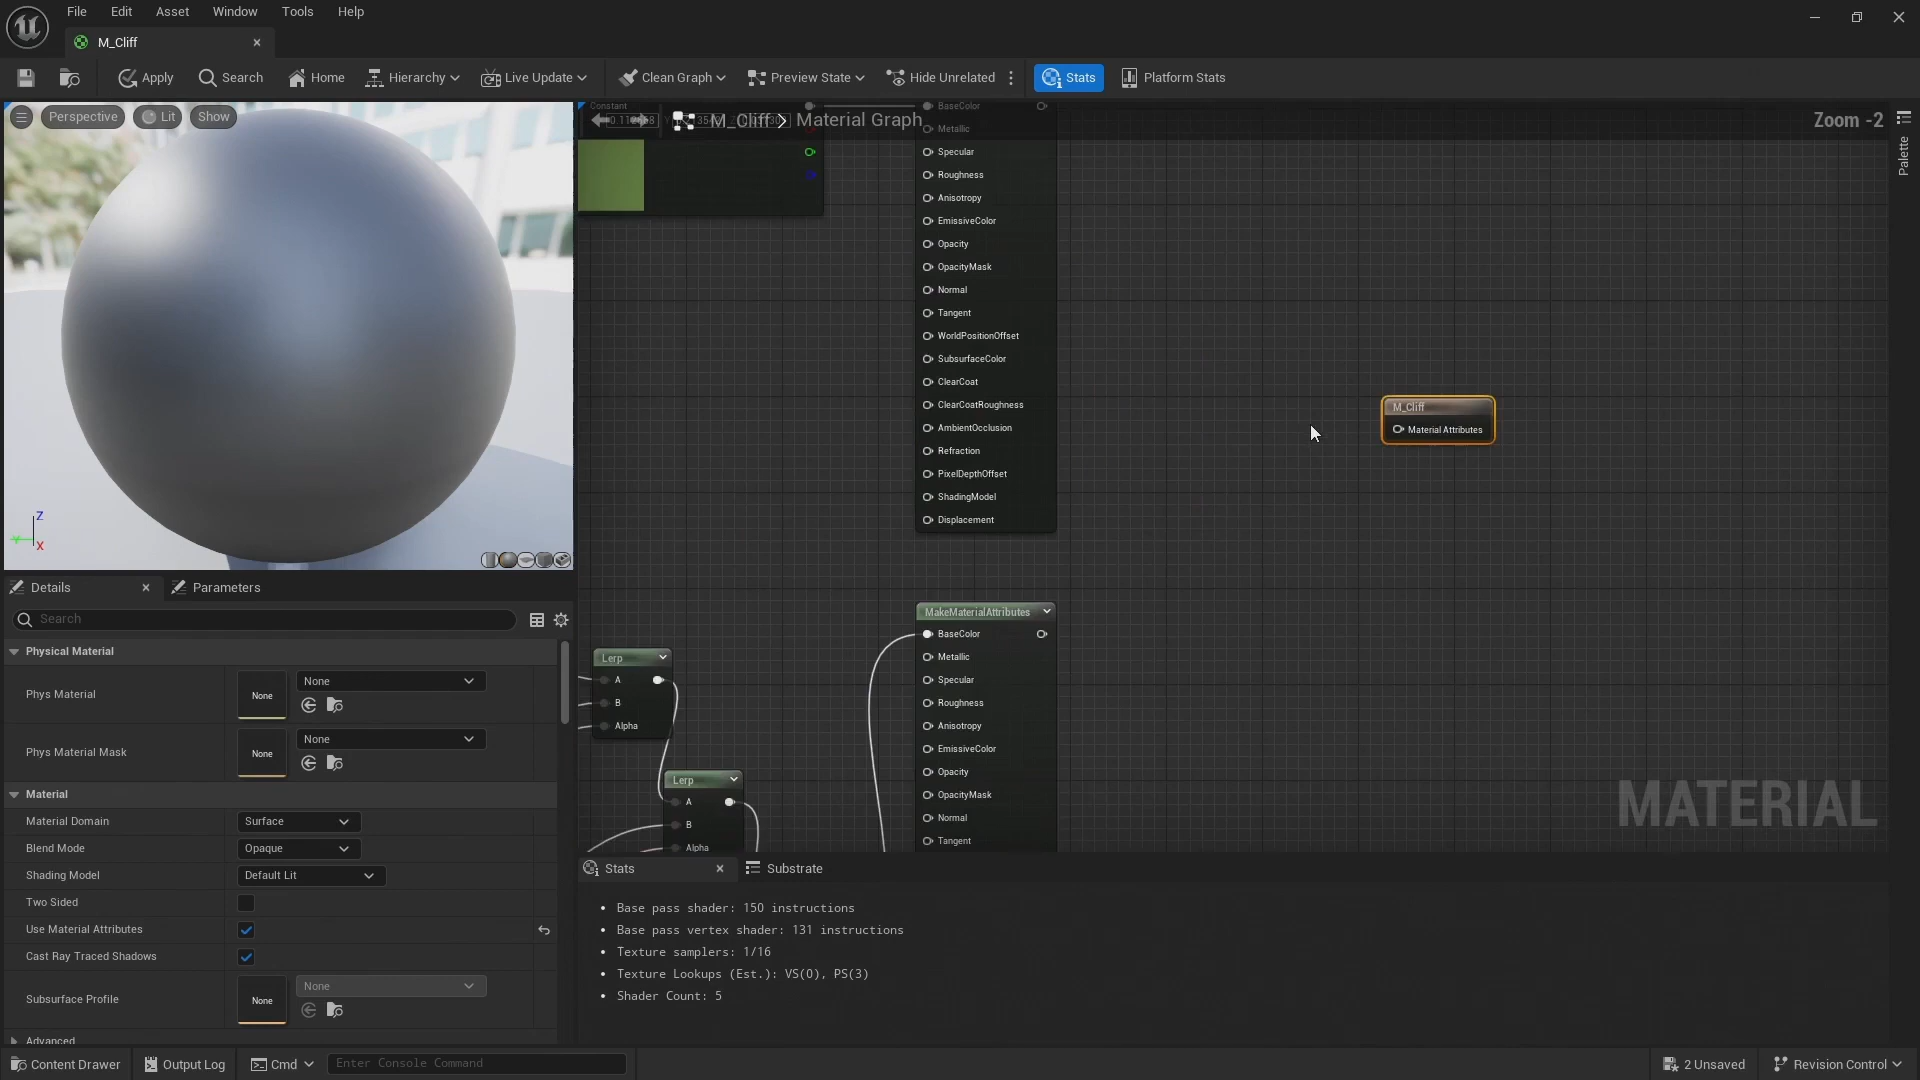 File Edit Asset Window Tools Help
M_Cliff
Apply Search Home Hierarchy Live Update Clean Graph Preview State Hide Unrelated Stats Platform Stats
Perspective Lit Show
Z
Y
X
Constant
M_Cliff > Material Graph
Zoom -2
Palette
BaseColor
Metallic
Specular
Roughness
Anisotropy
EmissiveColor
Opacity
OpacityMask
Normal
Tangent
WorldPositionOffset
SubsurfaceColor
ClearCoat
ClearCoatRoughness
AmbientOcclusion
Refraction
PixelDepthOffset
ShadingModel
Displacement
M_Cliff
Material Attributes
MakeMaterialAttributes
BaseColor
Metallic
Specular
Roughness
Anisotropy
EmissiveColor
Opacity
OpacityMask
Normal
Tangent
Lerp
A
B
Alpha
Lerp
A
B
Alpha
MATERIAL
Details Parameters
Search
Physical Material
Phys Material None None
Phys Material Mask None None
Material
Material Domain Surface
Blend Mode Opaque
Shading Model Default Lit
Two Sided
Use Material Attributes
Cast Ray Traced Shadows
Subsurface Profile None None
Advanced
Stats Substrate
Base pass shader: 150 instructions
Base pass vertex shader: 131 instructions
Texture samplers: 1/16
Texture Lookups (Est.): VS(0), PS(3)
Shader Count: 5
Content Drawer Output Log Cmd Enter Console Command 2 Unsaved Revision Control